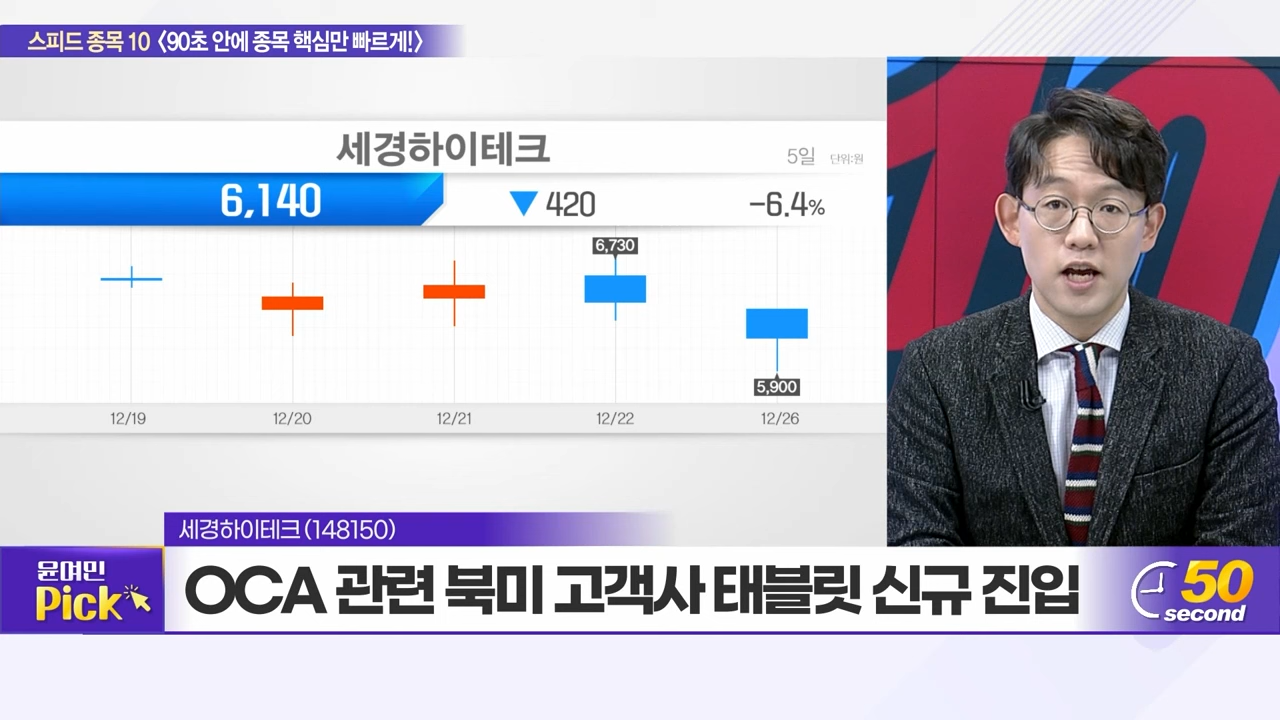 스피드 종목 10 〈90초 안에 종목 핵심만 빠르게!〉
세경하이테크
5일 단위:원
6,140 ▼420 -6.4%
6,730
5,900
12/19 12/20 12/21 12/22 12/26
세경하이테크(148150)
윤여민
Pick
OCA 관련 북미 고객사 태블릿 신규 진입
50
second
10